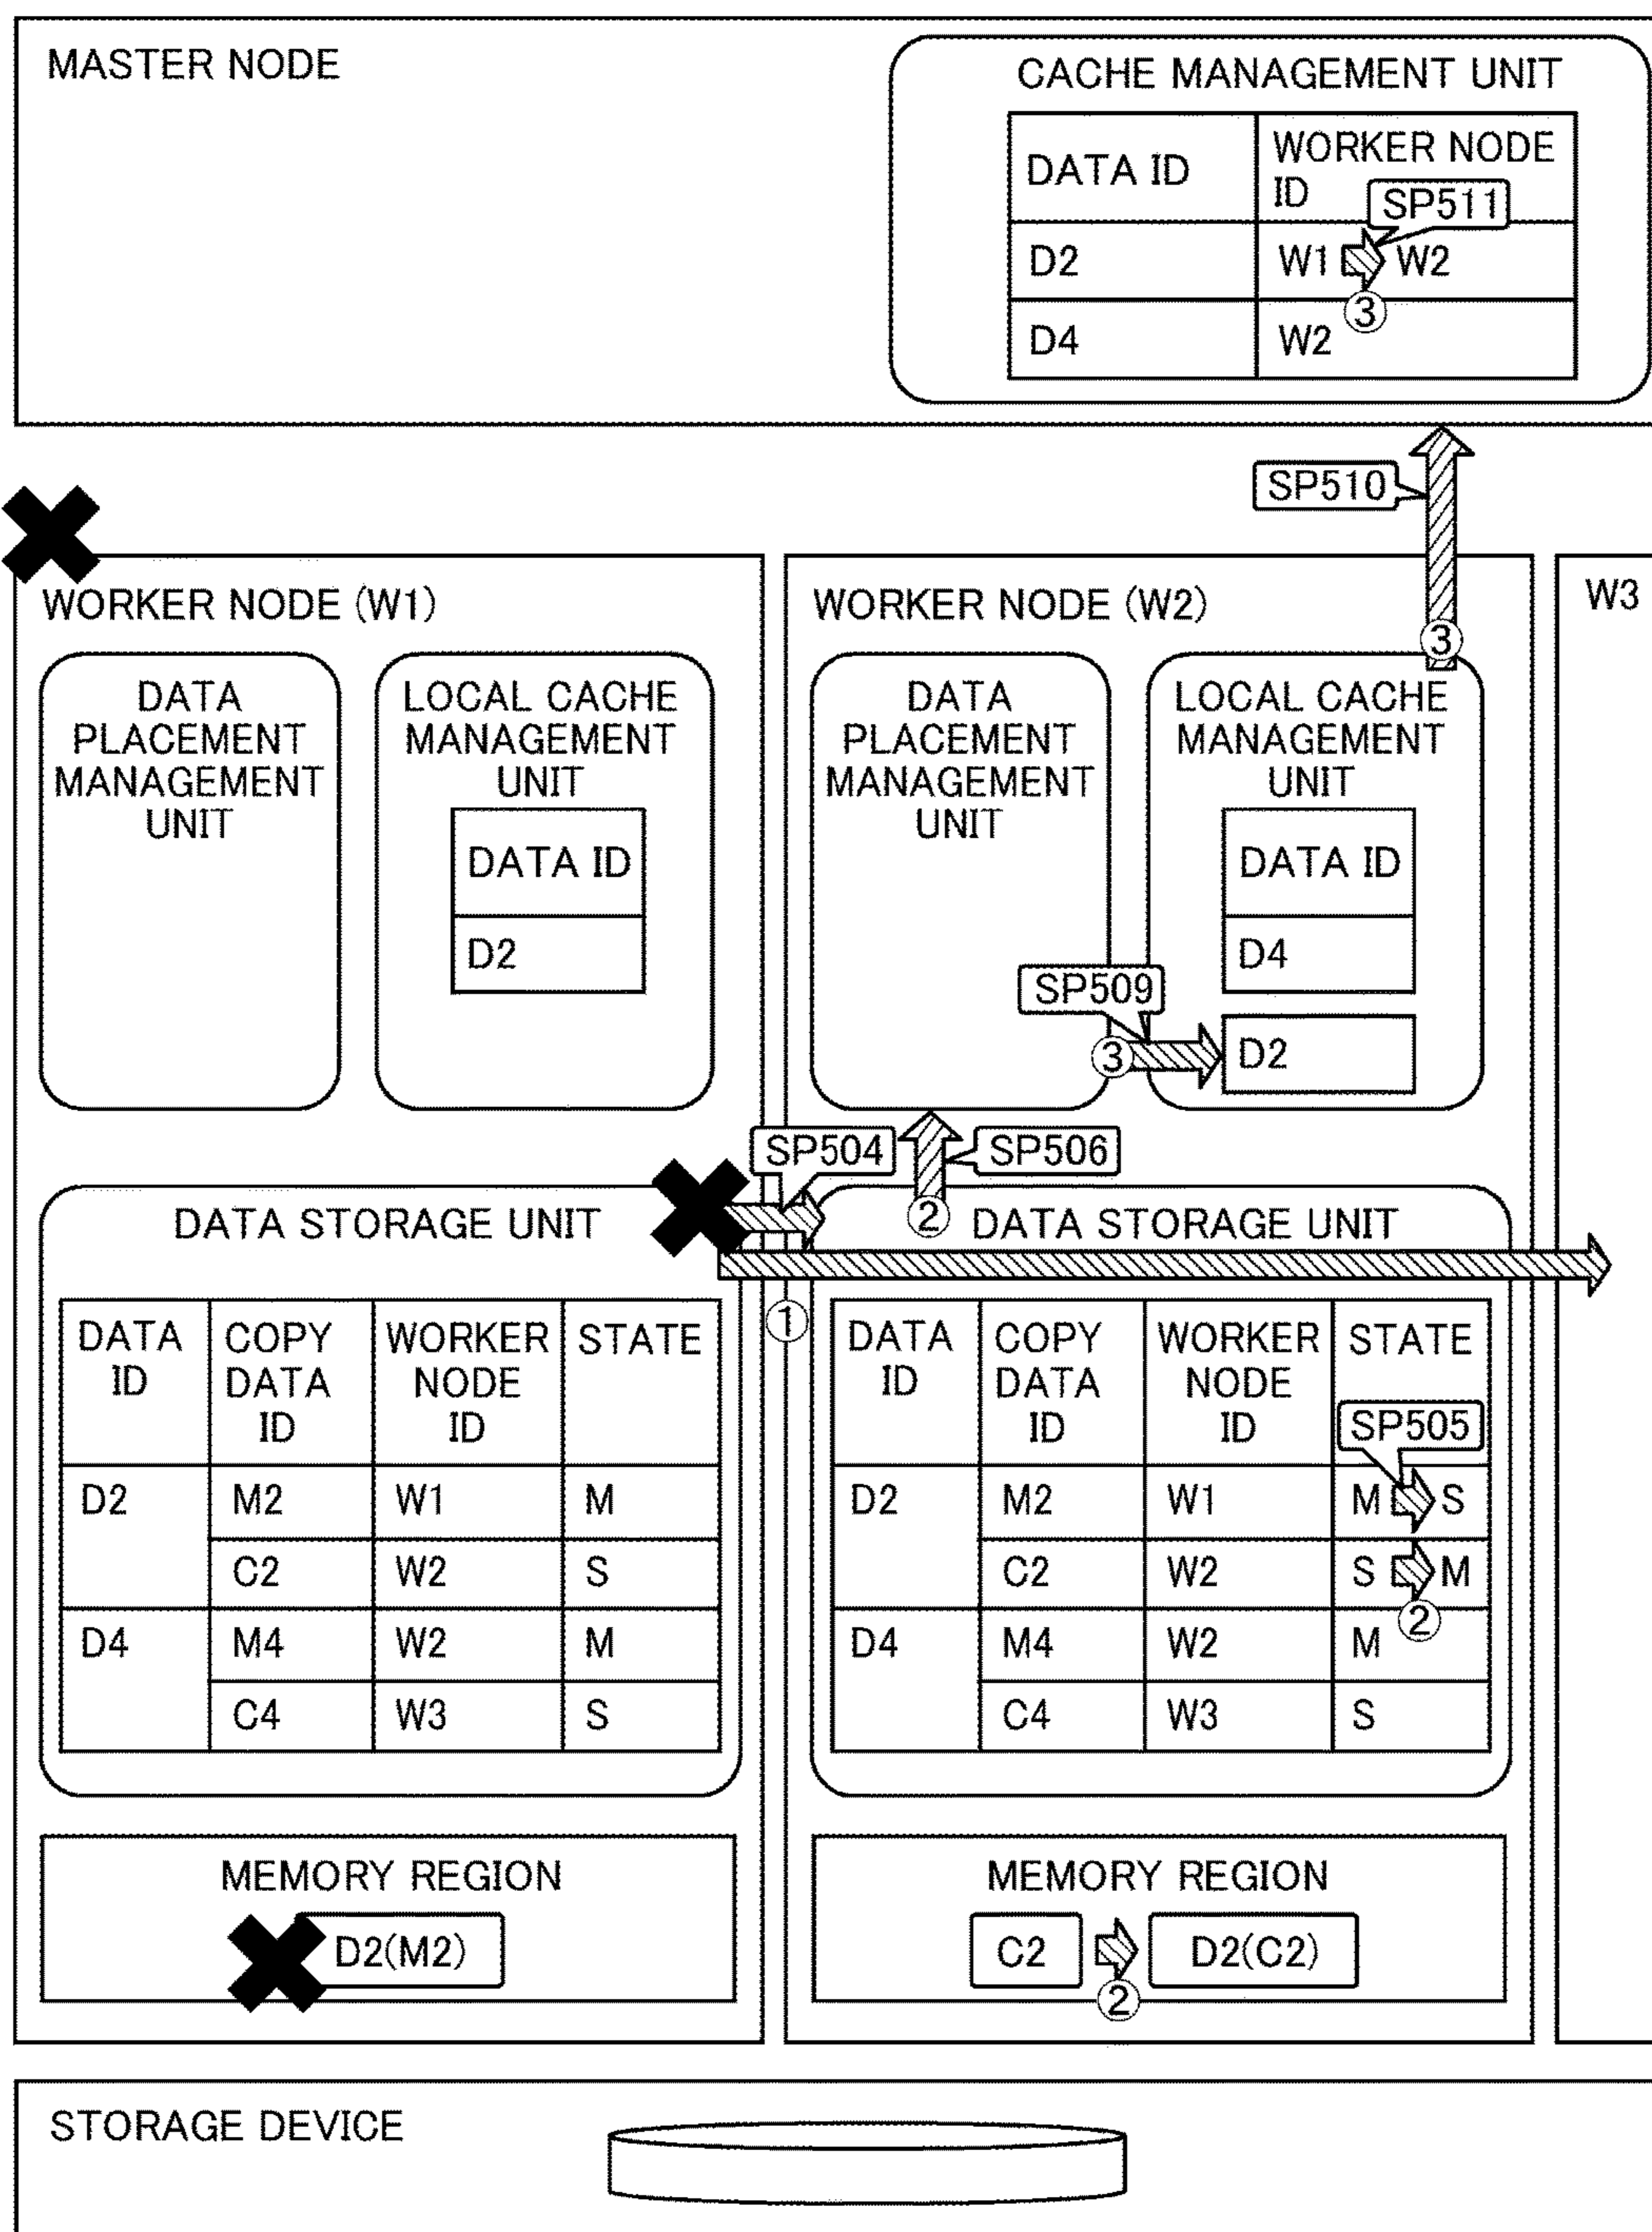 MASTER NODE
CACHE MANAGEMENT UNIT
DATA ID
WORKER NODE
ID
SP511
D2
W1
W2
③
D4
W2
SP510
WORKER NODE (W1)
WORKER NODE (W2)
W3
③
DATA
PLACEMENT
MANAGEMENT
UNIT
LOCAL CACHE
MANAGEMENT
UNIT
DATA ID
D2
DATA
PLACEMENT
MANAGEMENT
UNIT
LOCAL CACHE
MANAGEMENT
UNIT
DATA ID
D4
SP509
③
D2
SP504
SP506
②
DATA STORAGE UNIT
DATA STORAGE UNIT
①
DATA
ID
COPY
DATA
ID
WORKER
NODE
ID
STATE
D2
M2
W1
M
C2
W2
S
D4
M4
W2
M
C4
W3
S
DATA
ID
COPY
DATA
ID
WORKER
NODE
ID
STATE
SP505
D2
M2
W1
M
S
C2
W2
S
M
②
D4
M4
W2
M
C4
W3
S
MEMORY REGION
D2(M2)
MEMORY REGION
C2
D2(C2)
②
STORAGE DEVICE